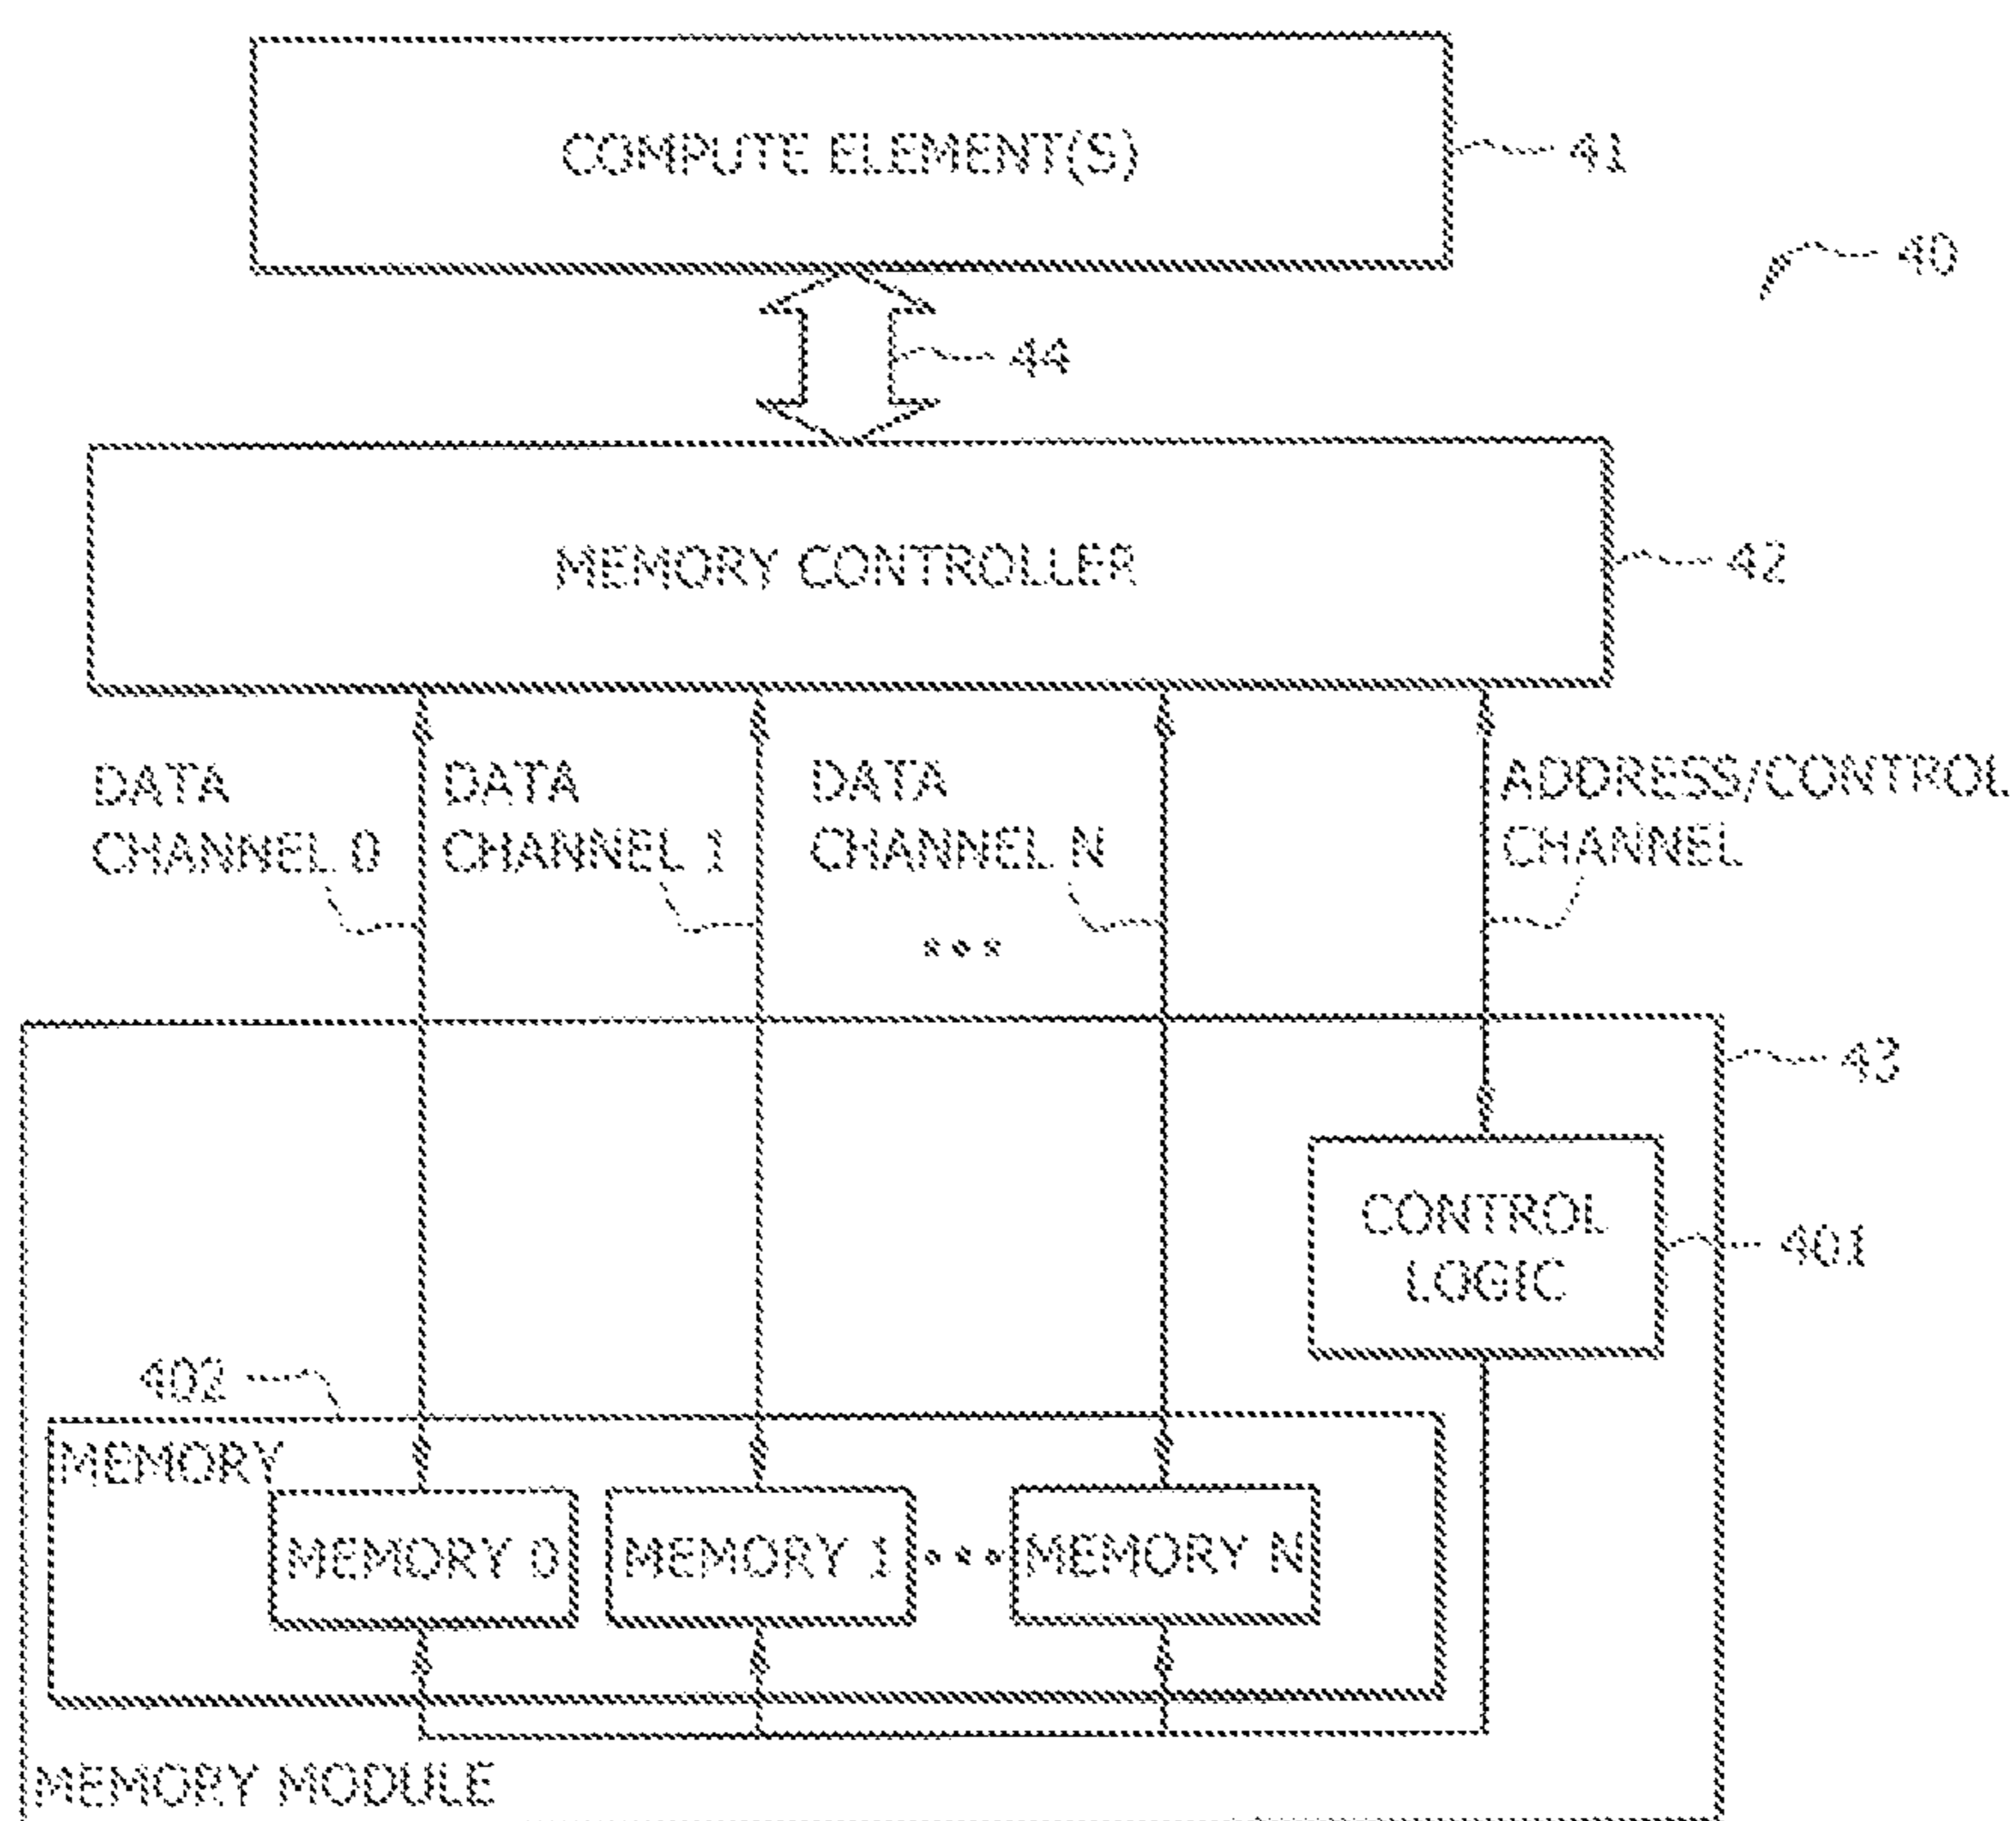 COMPUTE ELEMENT(S)
41
40
44
MEMORY CONTROLLER
42
DATA
CHANNEL 0
DATA
CHANNEL 1
DATA
CHANNEL N
ADDRESS/CONTROL
CHANNEL
43
CONTROL
LOGIC
401
402
MEMORY
MEMORY 0
MEMORY 1
MEMORY N
MEMORY MODULE